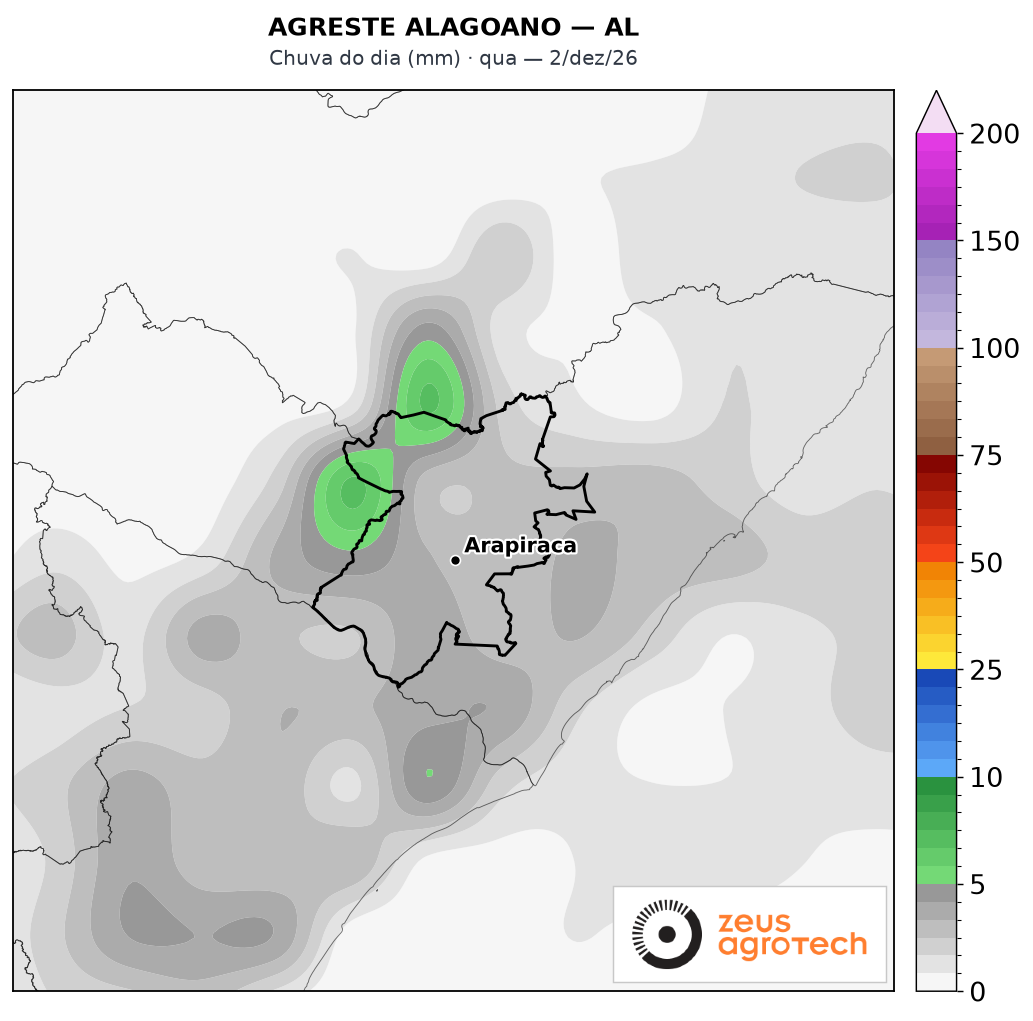 AGRESTE ALAGOANO — AL
Chuva do dia (mm) · qua — 2/dez/26
200
150
100
75
50
25
10
5
0
Arapiraca
zeus
agrotech